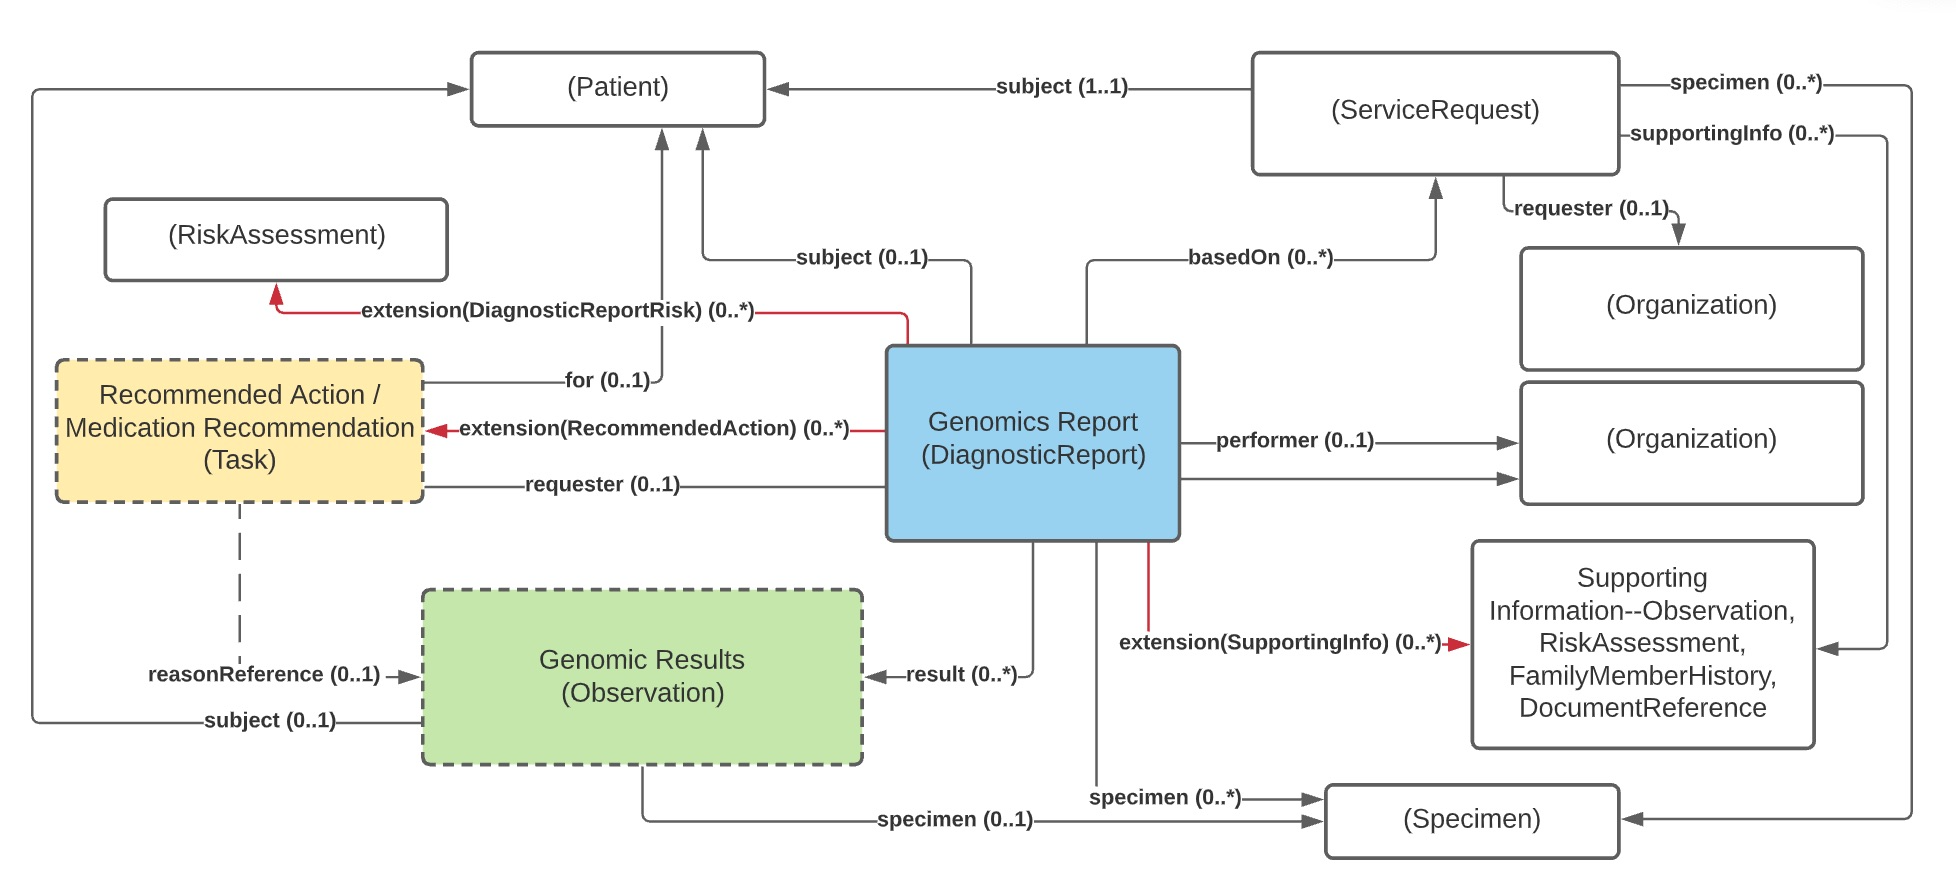 (Patient)
subject (1..1)
(ServiceRequest)
specimen (0..*)
supportingInfo (0..*)
requester (0..1)
(RiskAssessment)
subject (0..1)
basedOn (0..*)
(Organization)
extension(DiagnosticReportRisk) (0..*)
Recommended Action /
Medication Recommendation
(Task)
for (0..1)
extension(RecommendedAction) (0..*)
requester (0..1)
Genomics Report
(DiagnosticReport)
performer (0..1)
(Organization)
Supporting
Information--Observation,
RiskAssessment,
FamilyMemberHistory,
DocumentReference
extension(SupportingInfo) (0..*)
Genomic Results
(Observation)
result (0..*)
reasonReference (0..1)
subject (0..1)
specimen (0..*)
specimen (0..1)
(Specimen)